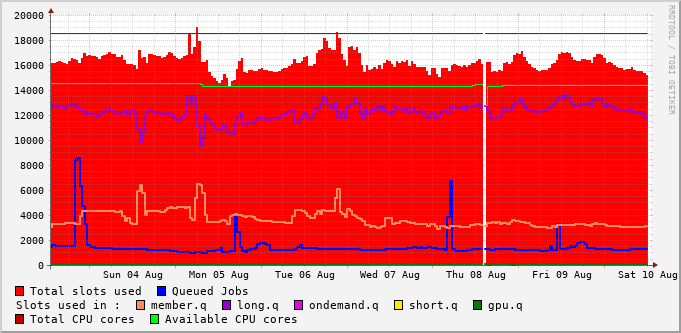 20000
18000
16000
14000
12000
10000
8000
6000
4000
2000
0
Sun 04 Aug Mon 05 Aug Tue 06 Aug Wed 07 Aug Thu 08 Aug Fri 09 Aug Sat 10 Aug
RRDTOOL / TOBI OETIKER
Total slots used Queued Jobs
Slots used in : member.q long.q ondemand.q short.q gpu.q
Total CPU cores Available CPU cores